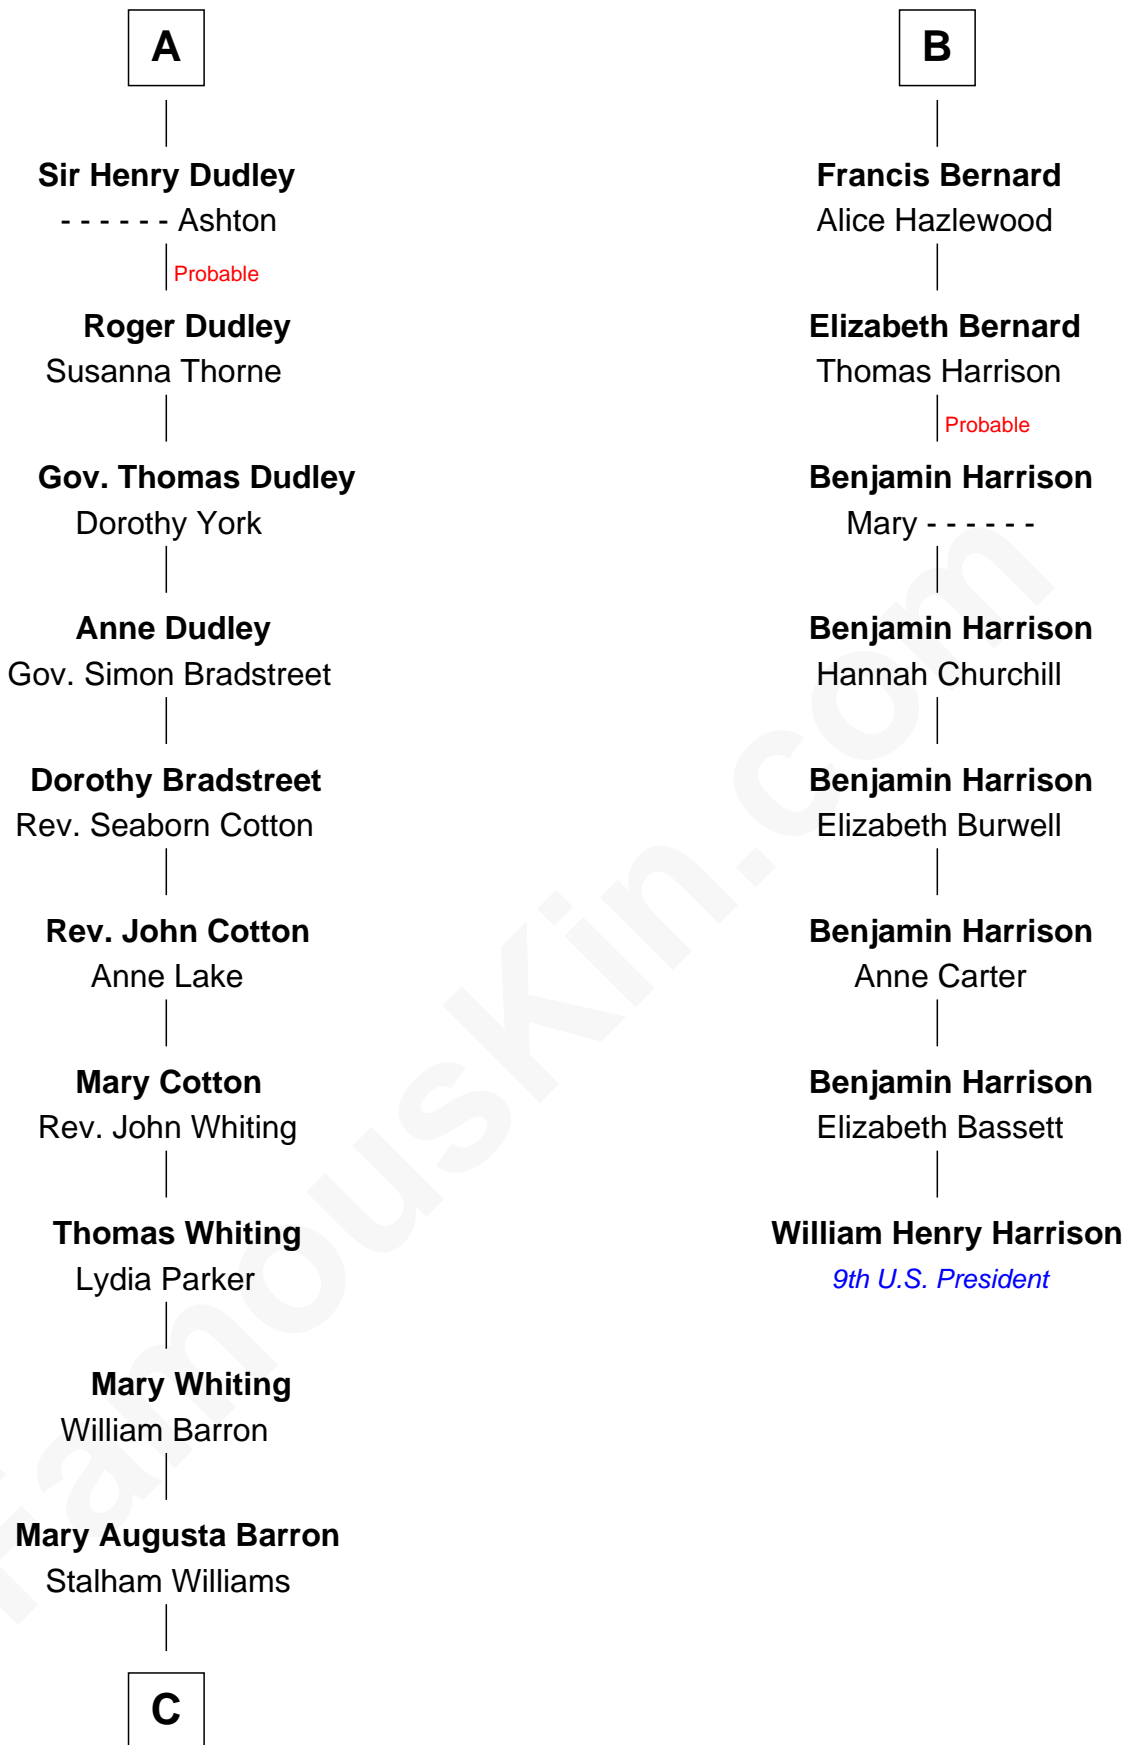 A
Sir Henry Dudley
- - - - - - Ashton
Probable
Roger Dudley
Susanna Thorne
Gov. Thomas Dudley
Dorothy York
Anne Dudley
Gov. Simon Bradstreet
Dorothy Bradstreet
Rev. Seaborn Cotton
Rev. John Cotton
Anne Lake
Mary Cotton
Rev. John Whiting
Thomas Whiting
Lydia Parker
Mary Whiting
William Barron
Mary Augusta Barron
Stalham Williams
C
B
Francis Bernard
Alice Hazlewood
Elizabeth Bernard
Thomas Harrison
Probable
Benjamin Harrison
Mary - - - - - -
Benjamin Harrison
Hannah Churchill
Benjamin Harrison
Elizabeth Burwell
Benjamin Harrison
Anne Carter
Benjamin Harrison
Elizabeth Bassett
William Henry Harrison
9th U.S. President
FamousKin.com